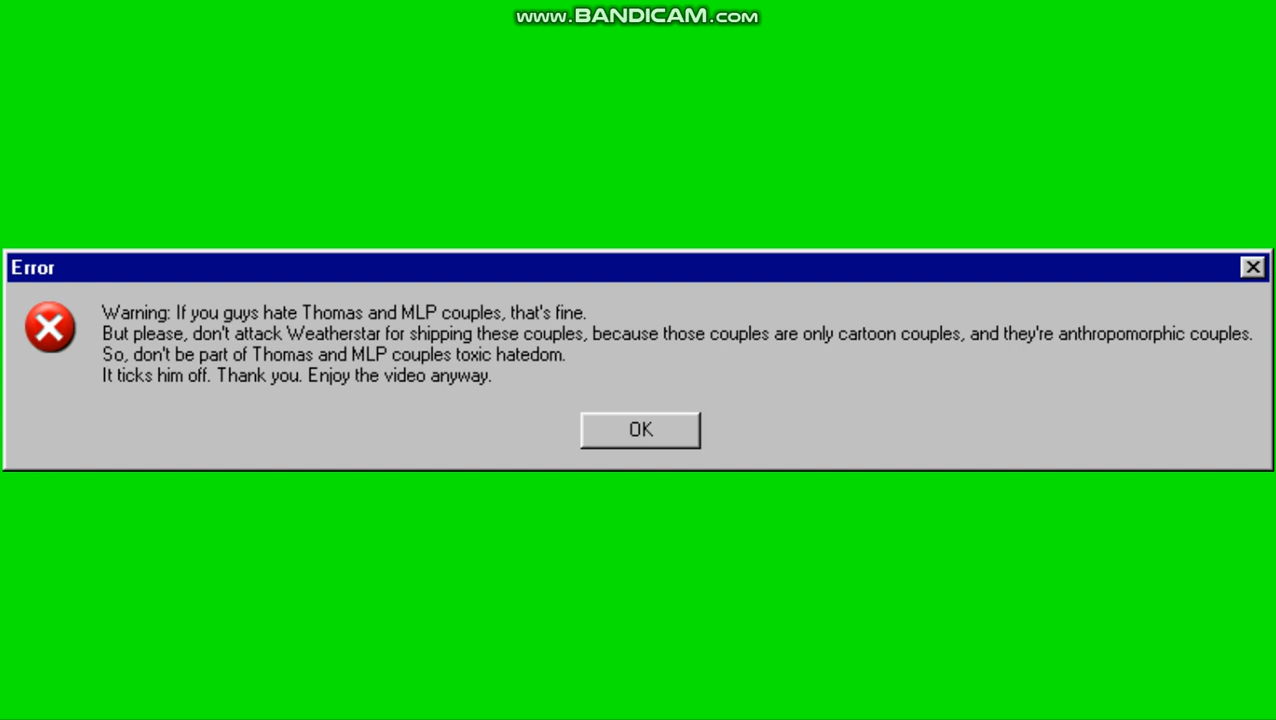 www.BANDICAM.com
Error
Warning: If you guys hate Thomas and MLP couples, that's fine.
But please, don't attack Weatherstar for shipping these couples, because those couples are only cartoon couples, and they're anthropomorphic couples.
So, don't be part of Thomas and MLP couples toxic hatedom.
It ticks him off. Thank you. Enjoy the video anyway.
OK